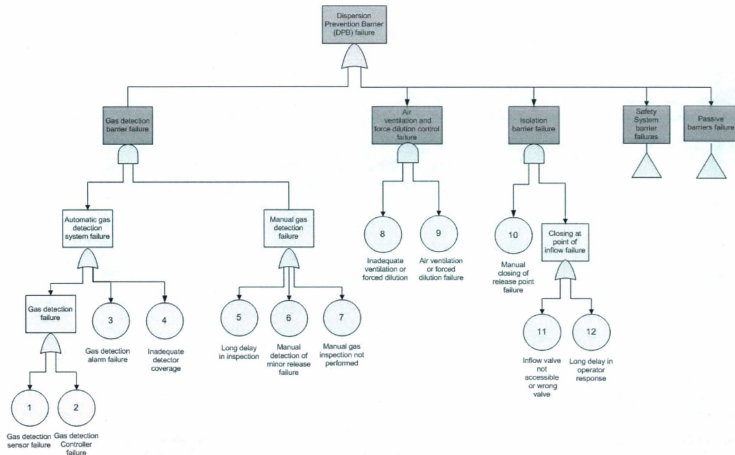 Dispersion
Prevention Barrier
(DPB) failure
Gas detection
barrier failure
Air
ventilation and
force dilution control
failure
Isolation
barrier failure
Safety
System
barrier
failures
Passive
barriers failure
Automatic gas
detection
system failure
Manual gas
detection
failure
8
Inadequate
ventilation or
forced dilution
9
Air ventilation
or forced
dilution failure
10
Manual
closing of
release point
failure
Closing at
point of
inflow failure
Gas detection
failure
3
Gas detection
alarm failure
4
Inadequate
detector
coverage
5
Long delay
in inspection
6
Manual
detection of
minor release
failure
7
Manual gas
inspection not
performed
11
Inflow valve
not
accessible
or wrong
valve
12
Long delay in
operator
response
1
Gas detection
sensor failure
2
Gas detection
Controller
failure